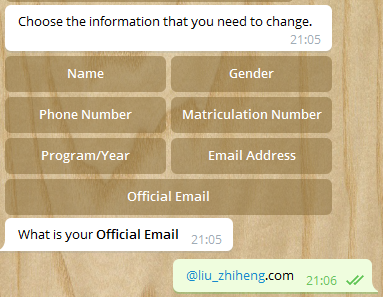 Choose the information that you need to change.
21:05
Name Gender
Phone Number Matriculation Number
Program/Year Email Address
Official Email
What is your Official Email 21:05
@liu_zhiheng.com 21:06